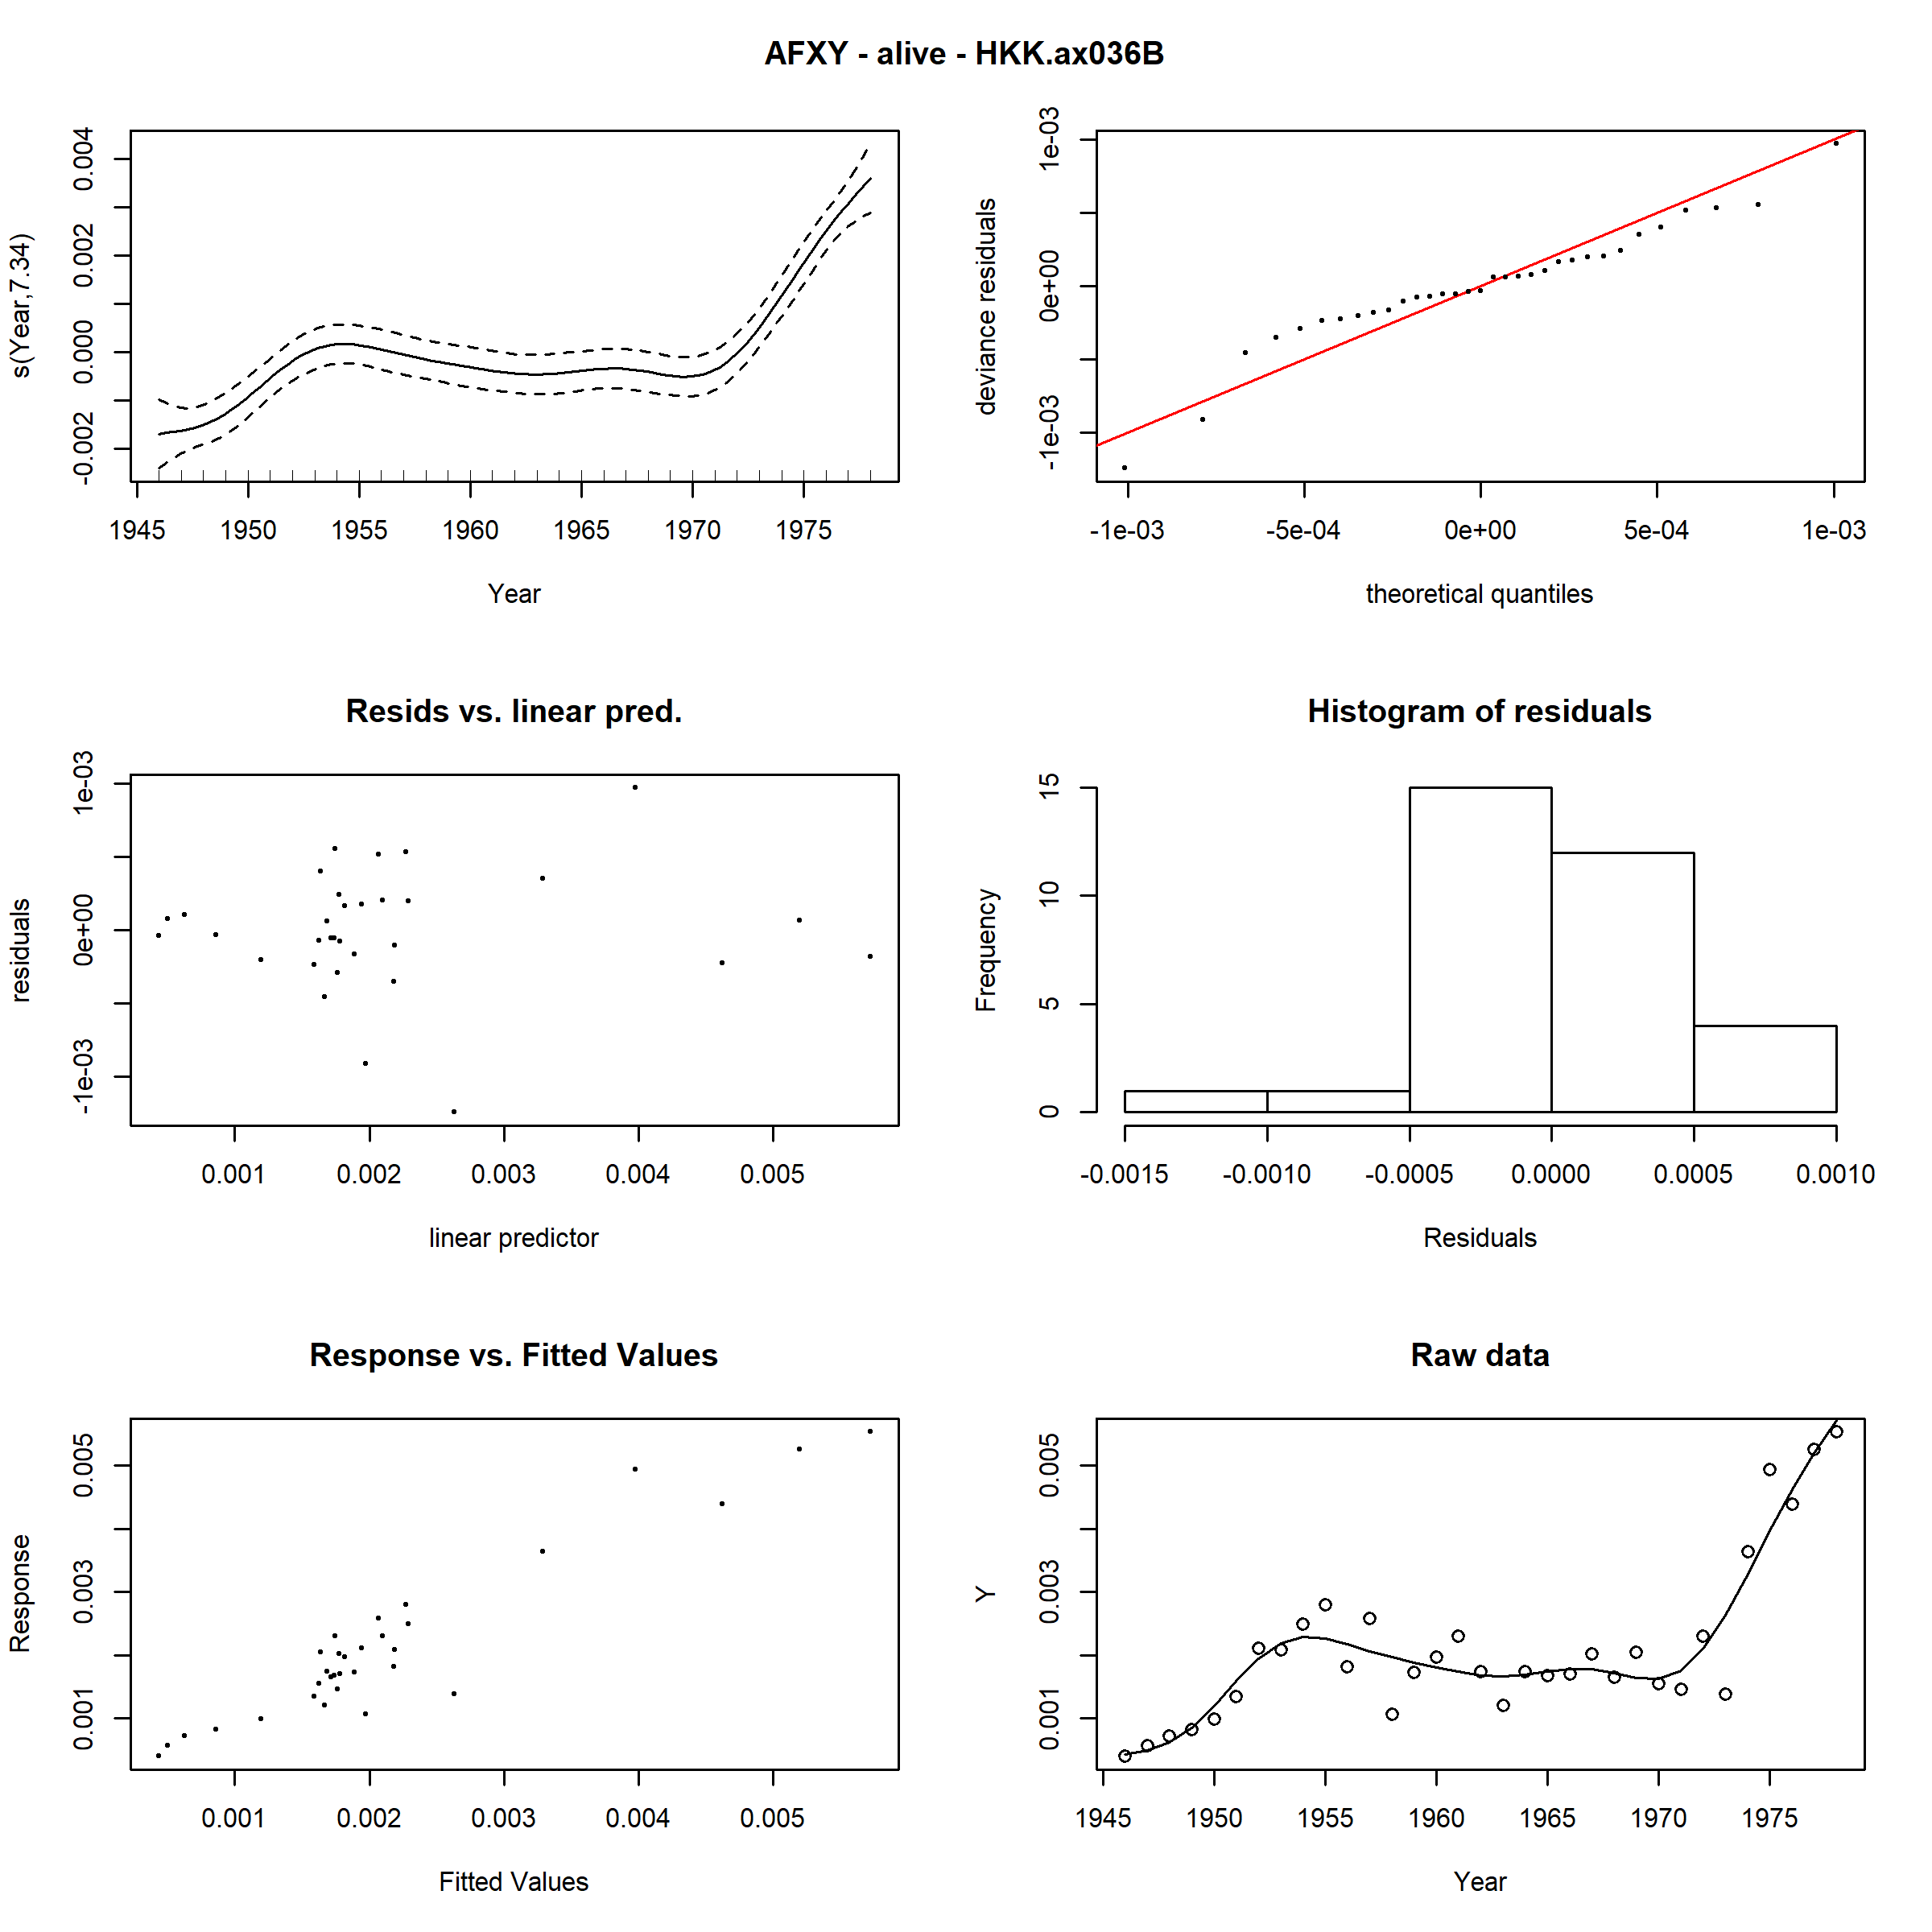 AFXY - alive - HKK.ax036B
s(Year,7.34)
-0.002 0.000 0.002 0.004
1945 1950 1955 1960 1965 1970 1975
Year
deviance residuals
-1e-03 0e+00 1e-03
-1e-03 -5e-04 0e+00 5e-04 1e-03
theoretical quantiles
Resids vs. linear pred.
residuals
-1e-03 0e+00 1e-03
0.001 0.002 0.003 0.004 0.005
linear predictor
Histogram of residuals
Frequency
0 5 10 15
-0.0015 -0.0010 -0.0005 0.0000 0.0005 0.0010
Residuals
Response vs. Fitted Values
Response
0.001 0.003 0.005
0.001 0.002 0.003 0.004 0.005
Fitted Values
Raw data
Y
0.001 0.003 0.005
1945 1950 1955 1960 1965 1970 1975
Year